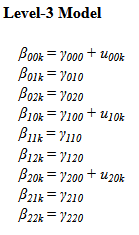 Level-3 Model
β00k = γ000 + u00k
β01k = γ010
β02k = γ020
β10k = γ100 + u10k
β11k = γ110
β12k = γ120
β20k = γ200 + u20k
β21k = γ210
β22k = γ220